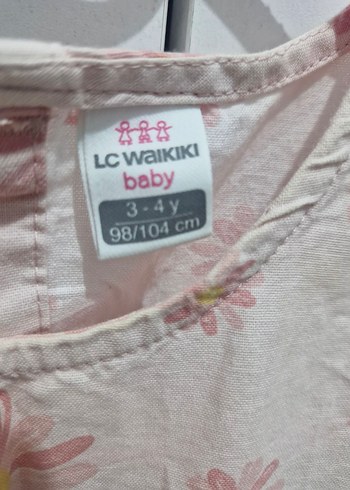 LC WAIKIKI
baby
3 - 4 y
98/104 cm